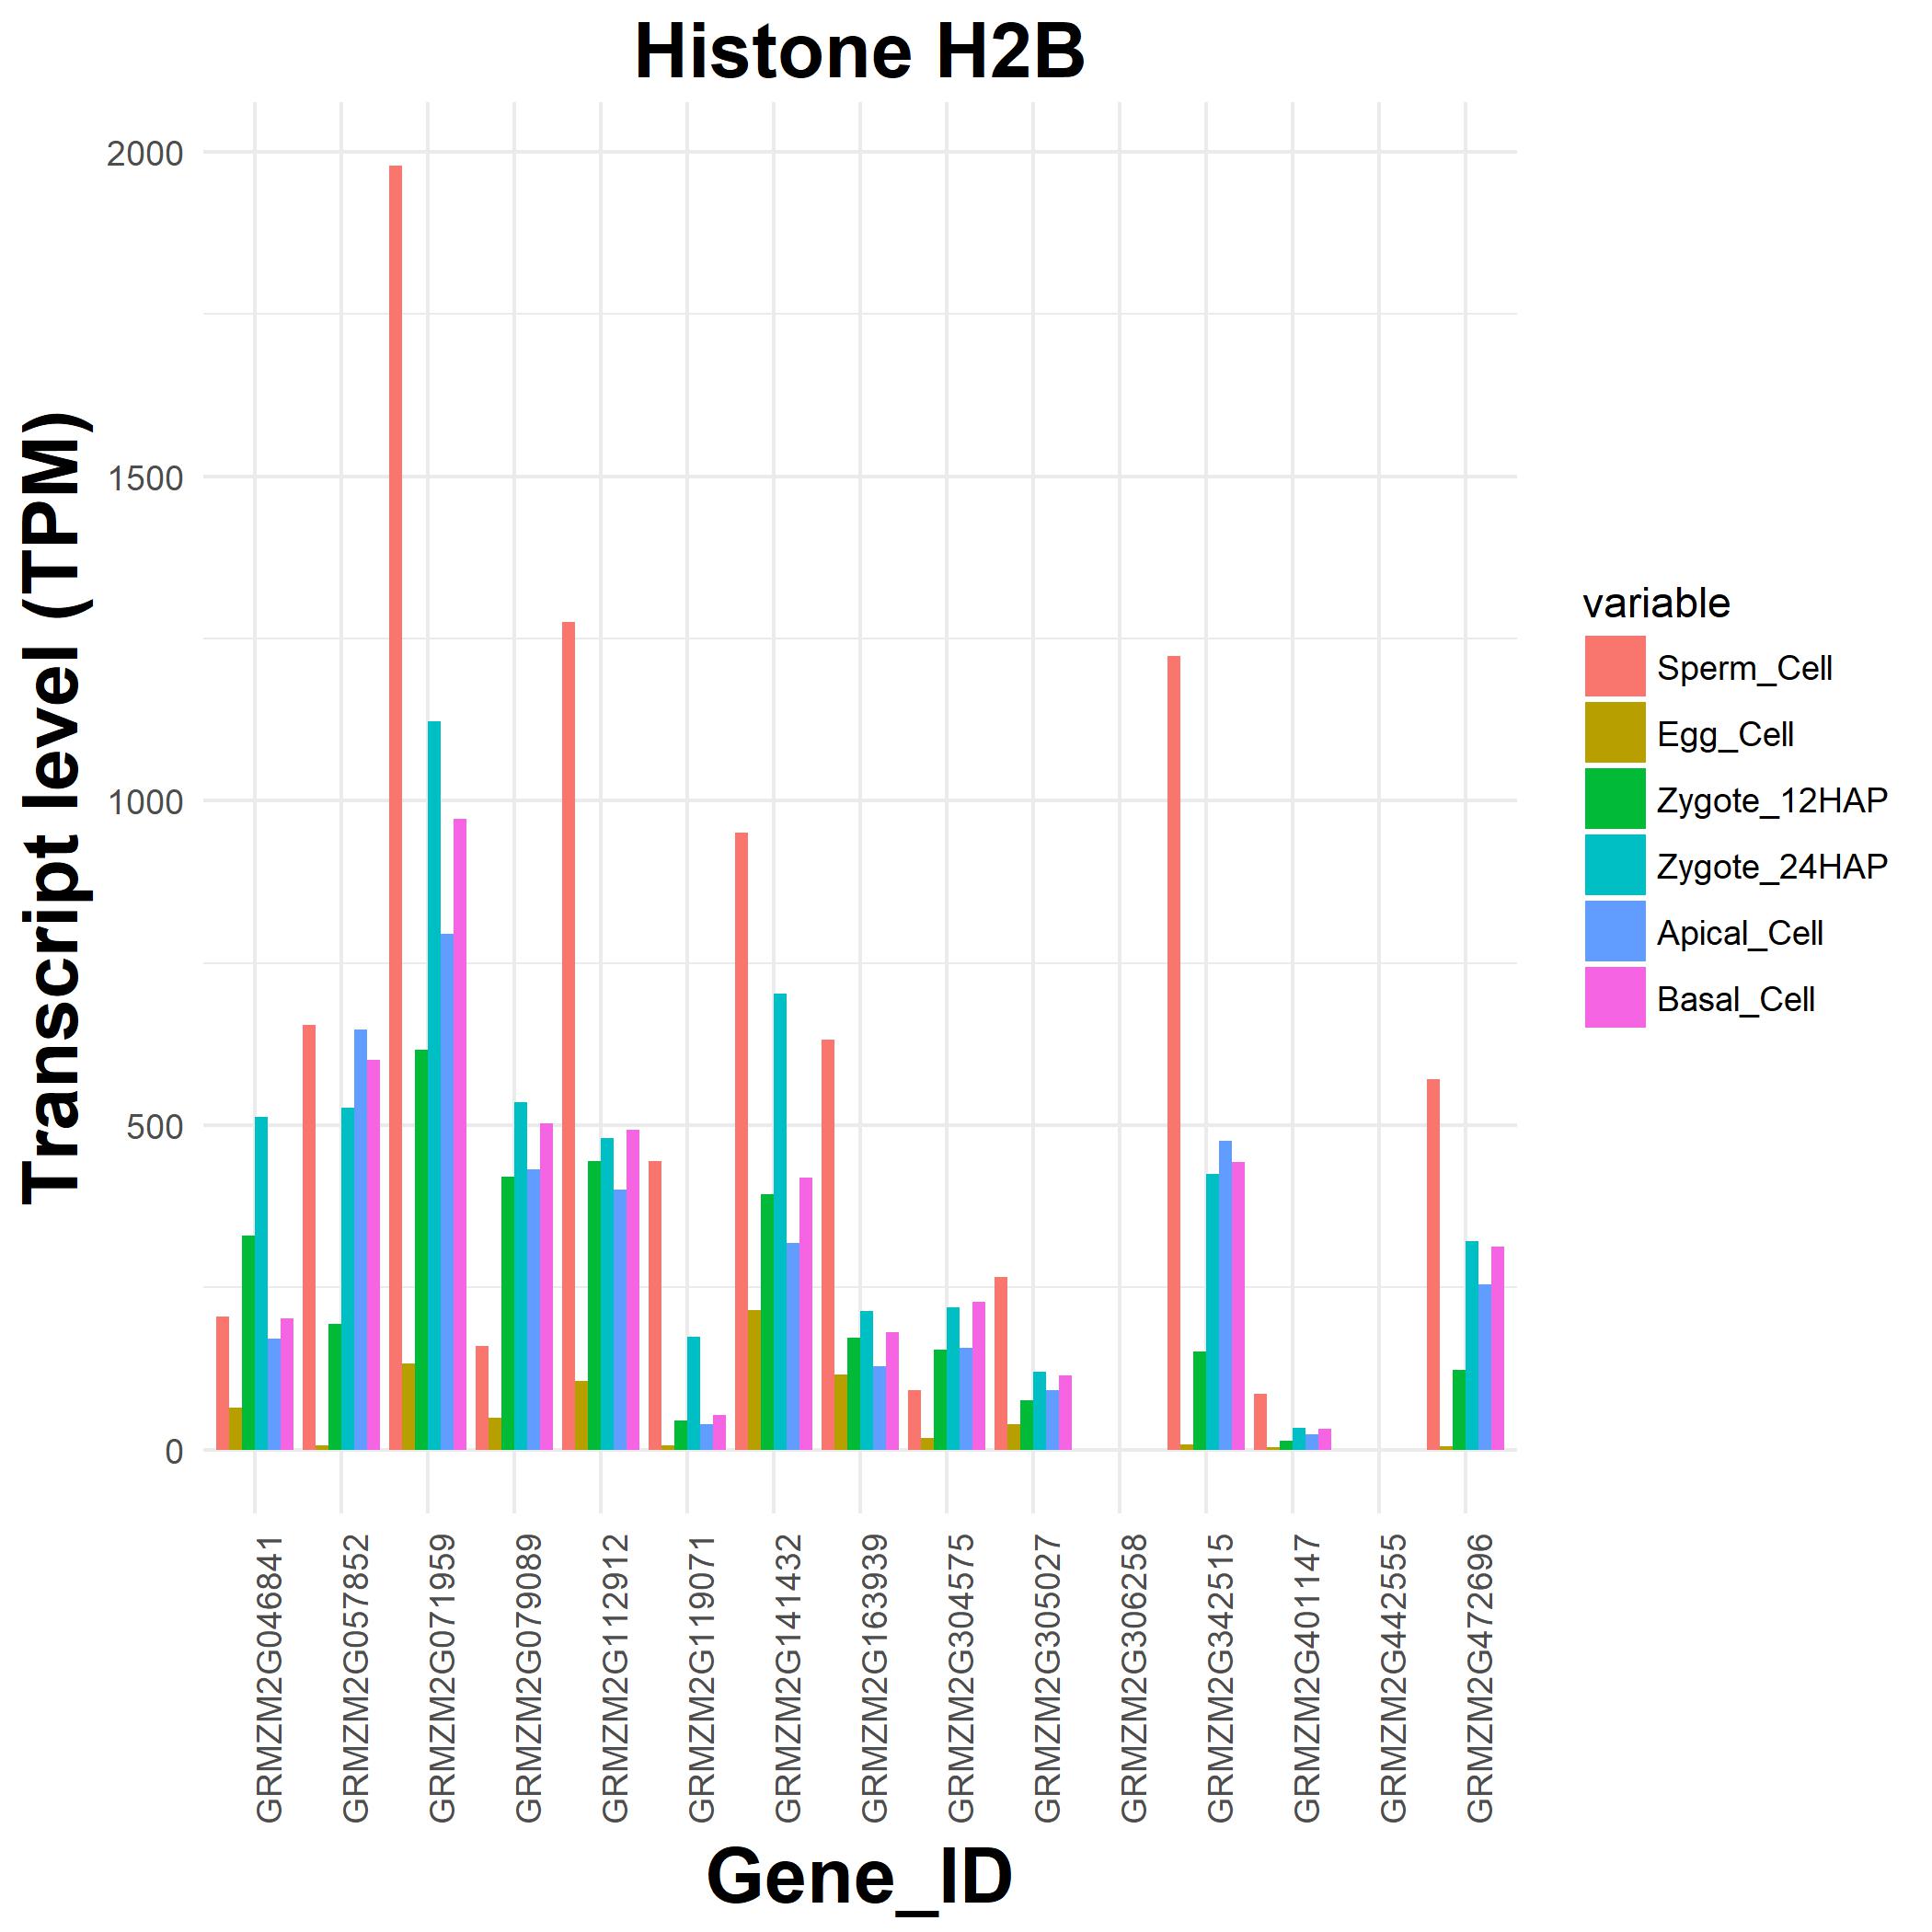 Histone H2B
Transcript level (TPM)
2000
1500
1000
500
0
GRMZM2G046841
GRMZM2G057852
GRMZM2G071959
GRMZM2G079089
GRMZM2G112912
GRMZM2G119071
GRMZM2G141432
GRMZM2G163939
GRMZM2G304575
GRMZM2G305027
GRMZM2G306258
GRMZM2G342515
GRMZM2G401147
GRMZM2G442555
GRMZM2G472696
Gene_ID
variable
Sperm_Cell
Egg_Cell
Zygote_12HAP
Zygote_24HAP
Apical_Cell
Basal_Cell